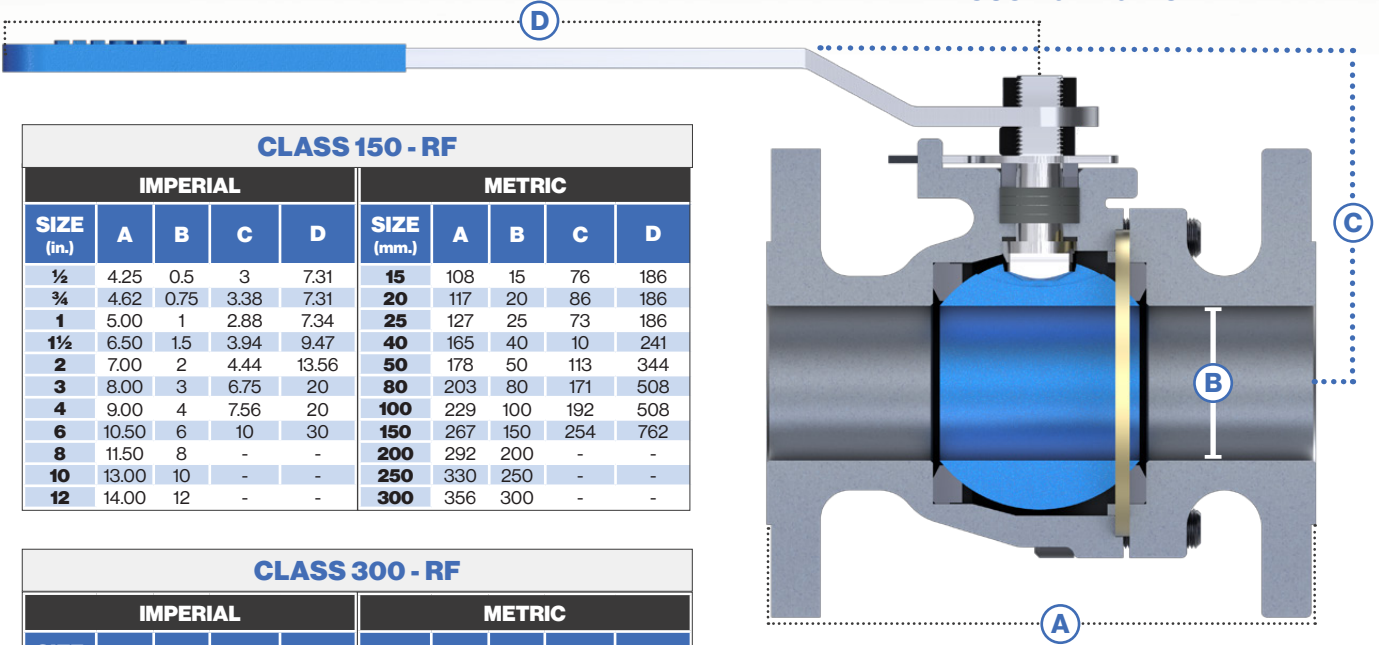 D
CLASS 150 - RF
IMPERIAL METRIC
SIZE (in.) A B C D SIZE (mm.) A B C D
½ 4.25 0.5 3 7.31 15 108 15 76 186
¾ 4.62 0.75 3.38 7.31 20 117 20 86 186
1 5.00 1 2.88 7.34 25 127 25 73 186
1½ 6.50 1.5 3.94 9.47 40 165 40 10 241
2 7.00 2 4.44 13.56 50 178 50 113 344
3 8.00 3 6.75 20 80 203 80 171 508
4 9.00 4 7.56 20 100 229 100 192 508
6 10.50 6 10 30 150 267 150 254 762
8 11.50 8 - - 200 292 200 - -
10 13.00 10 - - 250 330 250 - -
12 14.00 12 - - 300 356 300 - -
C
B
A
CLASS 300 - RF
IMPERIAL METRIC